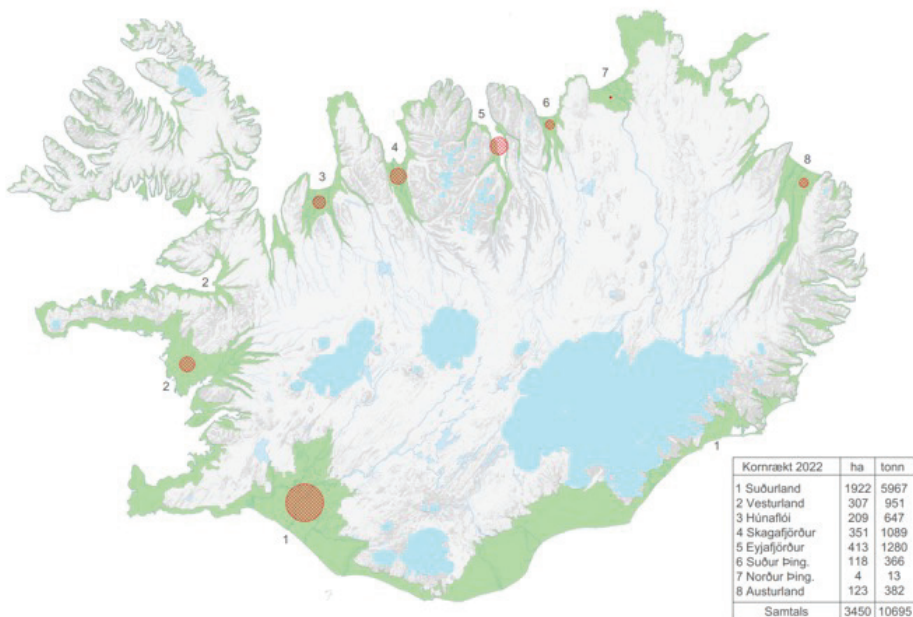 7
6
5
4
8
3
2
2
1
1
Kornrækt 2022 ha tonn
1 Suðurland 1922 5967
2 Vesturland 307 951
3 Húnaflói 209 647
4 Skagafjörður 351 1089
5 Eyjafjörður 413 1280
6 Suður Þing. 118 366
7 Norður Þing. 4 13
8 Austurland 123 382
Samtals 3450 10695